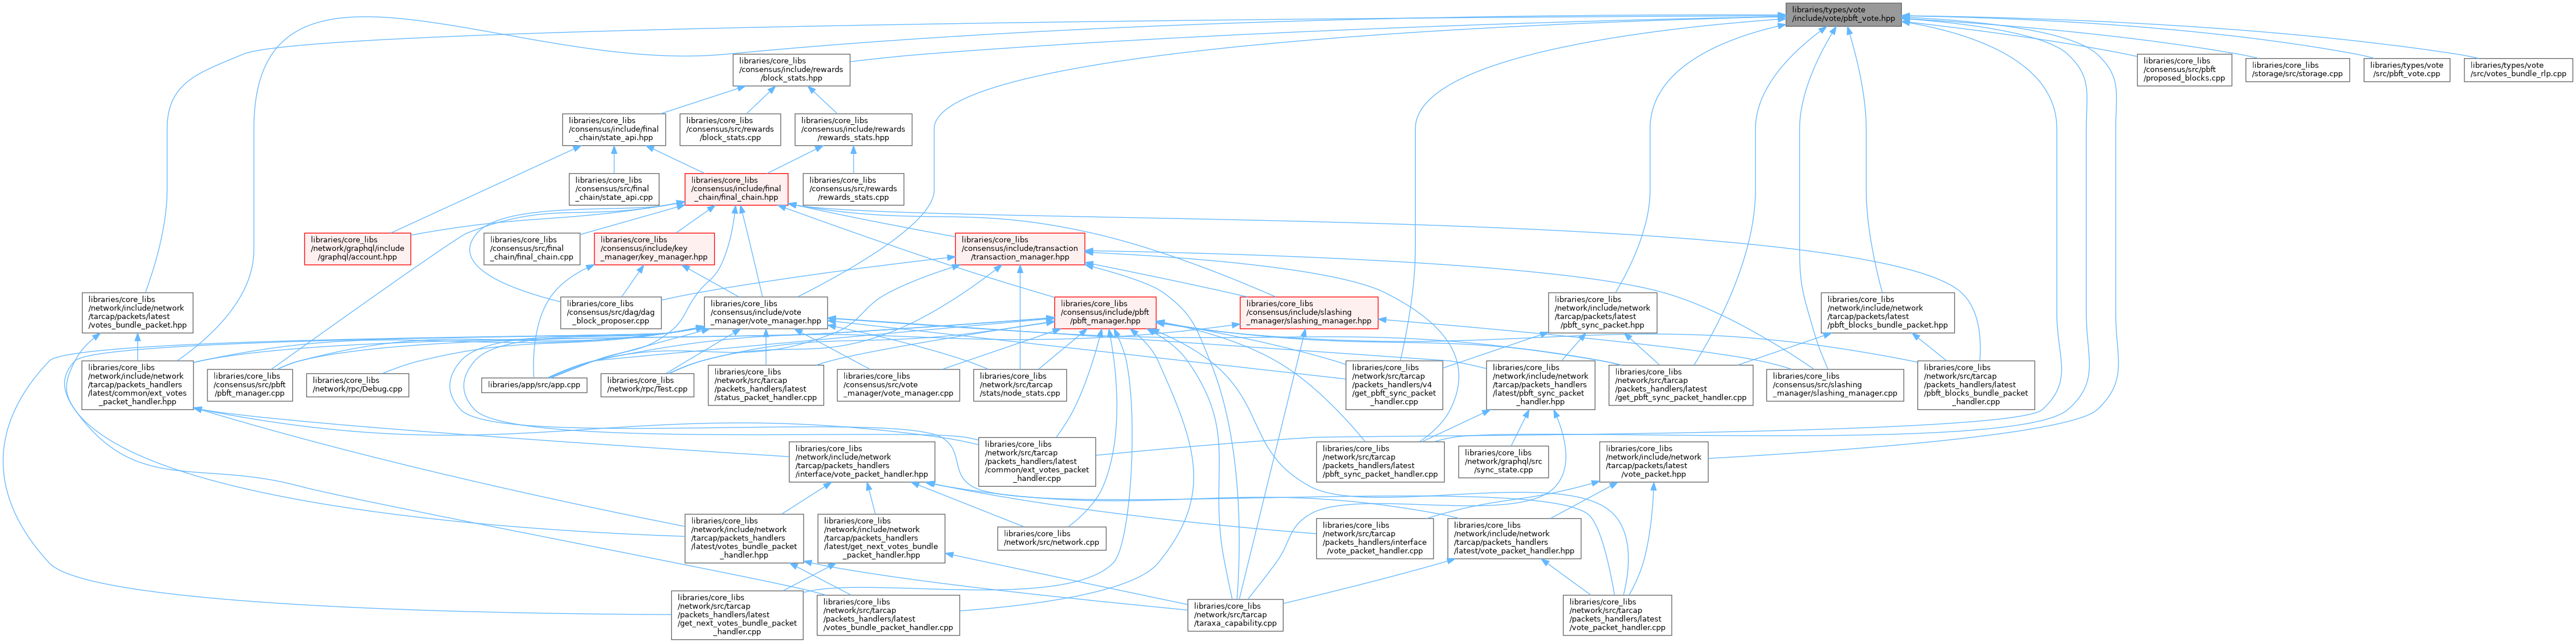 libraries/types/vote
/include/vote/pbft_vote.hpp
libraries/core_libs
/consensus/include/rewards
/block_stats.hpp
libraries/core_libs
/consensus/src/pbft
/proposed_blocks.cpp
libraries/core_libs
/storage/src/storage.cpp
libraries/types/vote
/src/pbft_vote.cpp
libraries/types/vote
/src/votes_bundle_rlp.cpp
libraries/core_libs
/consensus/include/final
_chain/state_api.hpp
libraries/core_libs
/consensus/src/rewards
/block_stats.cpp
libraries/core_libs
/consensus/include/rewards
/rewards_stats.hpp
libraries/core_libs
/consensus/src/final
_chain/state_api.cpp
libraries/core_libs
/consensus/include/final
_chain/final_chain.hpp
libraries/core_libs
/consensus/src/rewards
/rewards_stats.cpp
libraries/core_libs
/network/graphql/include
/graphql/account.hpp
libraries/core_libs
/consensus/src/final
_chain/final_chain.cpp
libraries/core_libs
/consensus/include/key
_manager/key_manager.hpp
libraries/core_libs
/consensus/include/transaction
/transaction_manager.hpp
libraries/core_libs
/network/include/network
/tarcap/packets/latest
/votes_bundle_packet.hpp
libraries/core_libs
/consensus/src/dag/dag
_block_proposer.cpp
libraries/core_libs
/consensus/include/vote
_manager/vote_manager.hpp
libraries/core_libs
/consensus/include/pbft
/pbft_manager.hpp
libraries/core_libs
/consensus/include/slashing
_manager/slashing_manager.hpp
libraries/core_libs
/network/include/network
/tarcap/packets/latest
/pbft_sync_packet.hpp
libraries/core_libs
/network/include/network
/tarcap/packets/latest
/pbft_blocks_bundle_packet.hpp
libraries/core_libs
/network/include/network
/tarcap/packets_handlers
/latest/common/ext_votes
_packet_handler.hpp
libraries/core_libs
/consensus/src/pbft
/pbft_manager.cpp
libraries/core_libs
/network/rpc/Debug.cpp
libraries/app/src/app.cpp
libraries/core_libs
/network/rpc/Test.cpp
libraries/core_libs
/network/src/tarcap
/packets_handlers/latest
/status_packet_handler.cpp
libraries/core_libs
/consensus/src/vote
_manager/vote_manager.cpp
libraries/core_libs
/network/src/tarcap
/stats/node_stats.cpp
libraries/core_libs
/network/src/tarcap
/packets_handlers/v4
/get_pbft_sync_packet
_handler.cpp
libraries/core_libs
/network/include/network
/tarcap/packets_handlers
/latest/pbft_sync_packet
_handler.hpp
libraries/core_libs
/network/src/tarcap
/packets_handlers/latest
/get_pbft_sync_packet_handler.cpp
libraries/core_libs
/consensus/src/slashing
_manager/slashing_manager.cpp
libraries/core_libs
/network/src/tarcap
/packets_handlers/latest
/pbft_blocks_bundle_packet
_handler.cpp
libraries/core_libs
/network/include/network
/tarcap/packets_handlers
/interface/vote_packet_handler.hpp
libraries/core_libs
/network/src/tarcap
/packets_handlers/latest
/common/ext_votes_packet
_handler.cpp
libraries/core_libs
/network/src/tarcap
/packets_handlers/latest
/pbft_sync_packet_handler.cpp
libraries/core_libs
/network/graphql/src
/sync_state.cpp
libraries/core_libs
/network/include/network
/tarcap/packets/latest
/vote_packet.hpp
libraries/core_libs
/network/include/network
/tarcap/packets_handlers
/latest/votes_bundle_packet
_handler.hpp
libraries/core_libs
/network/include/network
/tarcap/packets_handlers
/latest/get_next_votes_bundle
_packet_handler.hpp
libraries/core_libs
/network/src/network.cpp
libraries/core_libs
/network/src/tarcap
/packets_handlers/interface
/vote_packet_handler.cpp
libraries/core_libs
/network/include/network
/tarcap/packets_handlers
/latest/vote_packet_handler.hpp
libraries/core_libs
/network/src/tarcap
/packets_handlers/latest
/get_next_votes_bundle_packet
_handler.cpp
libraries/core_libs
/network/src/tarcap
/packets_handlers/latest
/votes_bundle_packet_handler.cpp
libraries/core_libs
/network/src/tarcap
/taraxa_capability.cpp
libraries/core_libs
/network/src/tarcap
/packets_handlers/latest
/vote_packet_handler.cpp